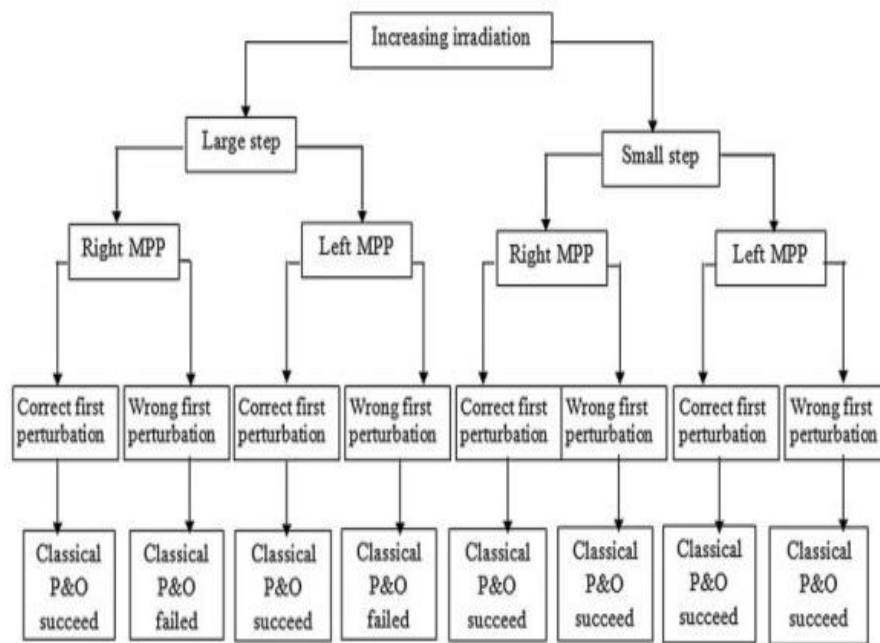 Increasing irradiation
Large step
Small step
Right MPP
Left MPP
Right MPP
Left MPP
Correct first
perturbation
Wrong first
perturbation
Correct first
perturbation
Wrong first
perturbation
Correct first
perturbation
Wrong first
perturbation
Correct first
perturbation
Wrong first
perturbation
Classical
P&O
succeed
Classical
P&O
failed
Classical
P&O
succeed
Classical
P&O
failed
Classical
P&O
succeed
Classical
P&O
succeed
Classical
P&O
succeed
Classical
P&O
succeed